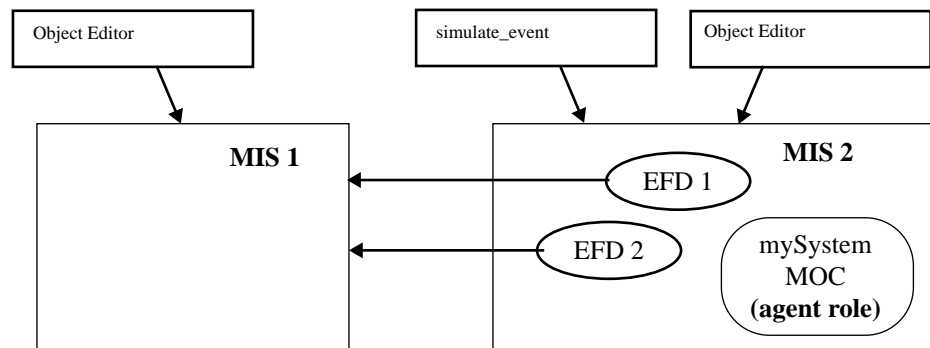 Object Editor
simulate_event
Object Editor
MIS 1
MIS 2
EFD 1
EFD 2
mySystem
MOC
(agent role)